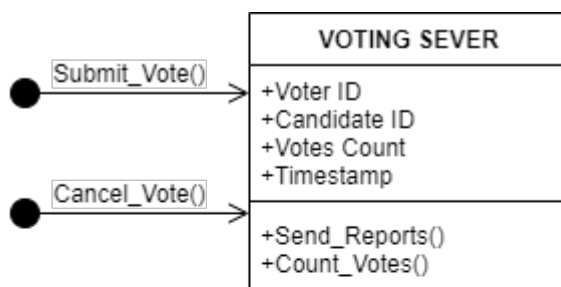 VOTING SEVER
Submit_Vote()
+Voter ID
+Candidate ID
+Votes Count
+Timestamp
Cancel_Vote()
+Send_Reports()
+Count_Votes()